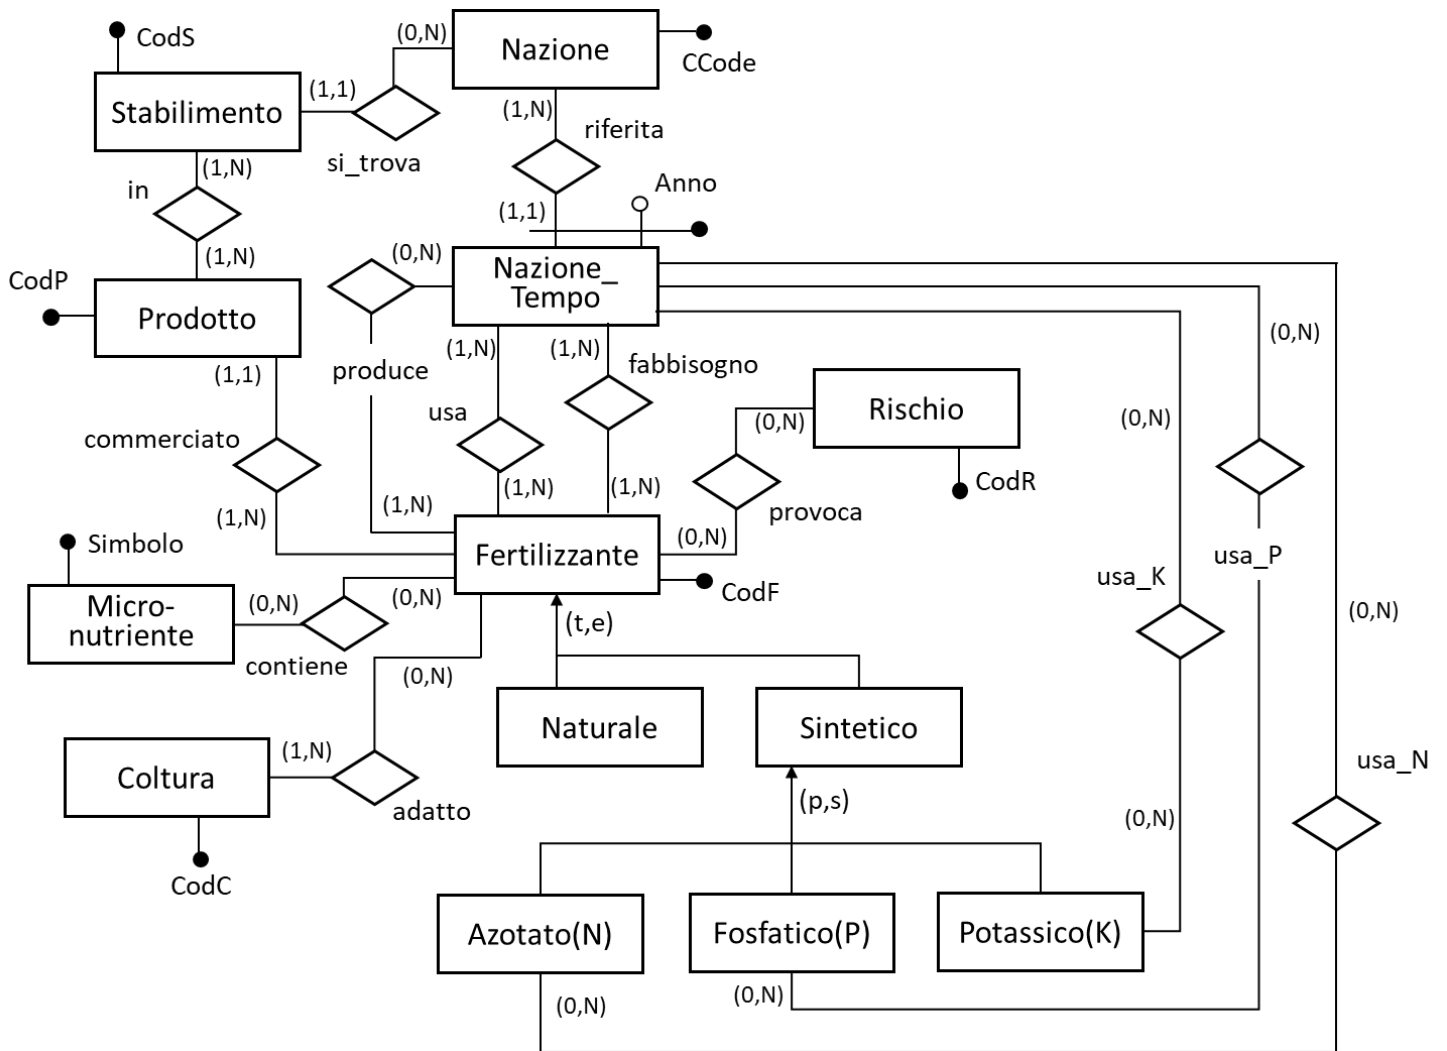 CodS
(0,N)
Nazione
CCode
Stabilimento
(1,1)
si_trova
(1,N)
riferita
(1,N)
in
Anno
(1,1)
(1,N)
(0,N)
Nazione_
Tempo
CodP
Prodotto
(1,1)
produce
(1,N)
(1,N)
fabbisogno
(0,N)
Rischio
(0,N)
(0,N)
usa
commerciato
CodR
(1,N)
(1,N)
(1,N)
(1,N)
provoca
(0,N)
Simbolo
Fertilizzante
usa_P
usa_K
CodF
Micro-
nutriente
(0,N)
(0,N)
contiene
(t,e)
(0,N)
(0,N)
Naturale
Sintetico
Coltura
(1,N)
adatto
CodC
usa_N
(p,s)
(0,N)
Azotato(N)
Fosfatico(P)
Potassico(K)
(0,N)
(0,N)